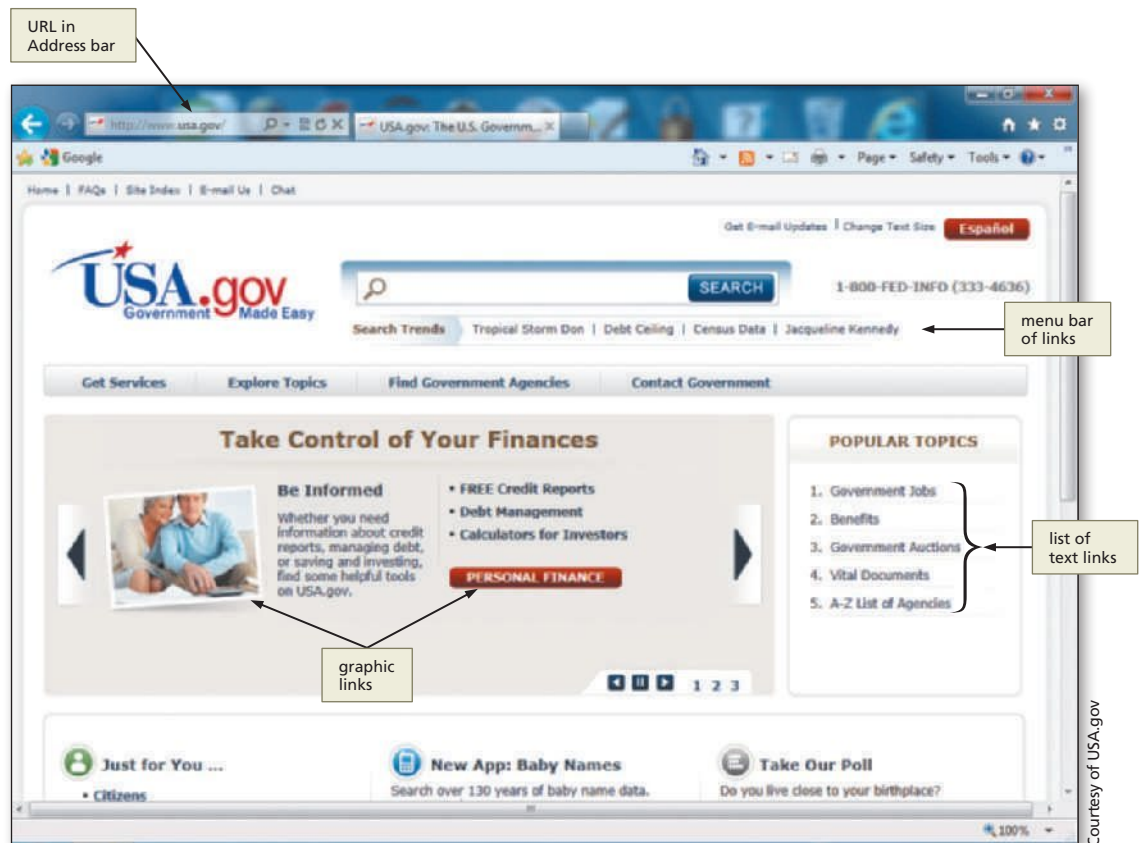 URL in
Address bar
http://www.usa.gov/
USA.gov: The U.S. Governm...
Google
Page
Safety
Tools
Home | FAQs | Site Index | E-mail Us | Chat
Get E-mail Updates | Change Text Size
Español
USA.gov
Government Made Easy
SEARCH
1-800-FED-INFO (333-4636)
Search Trends Tropical Storm Don | Debt Ceiling | Census Data | Jacqueline Kennedy
menu bar
of links
Get Services Explore Topics Find Government Agencies Contact Government
Take Control of Your Finances
Be Informed
Whether you need
information about credit
reports, managing debt,
or saving and investing,
find some helpful tools
on USA.gov.
• FREE Credit Reports
• Debt Management
• Calculators for Investors
PERSONAL FINANCE
graphic
links
1 2 3
POPULAR TOPICS
1. Government Jobs
2. Benefits
3. Government Auctions
4. Vital Documents
5. A-Z List of Agencies
list of
text links
Just for You ...
• Citizens
New App: Baby Names
Search over 130 years of baby name data.
Take Our Poll
Do you live close to your birthplace?
100%
Courtesy of USA.gov